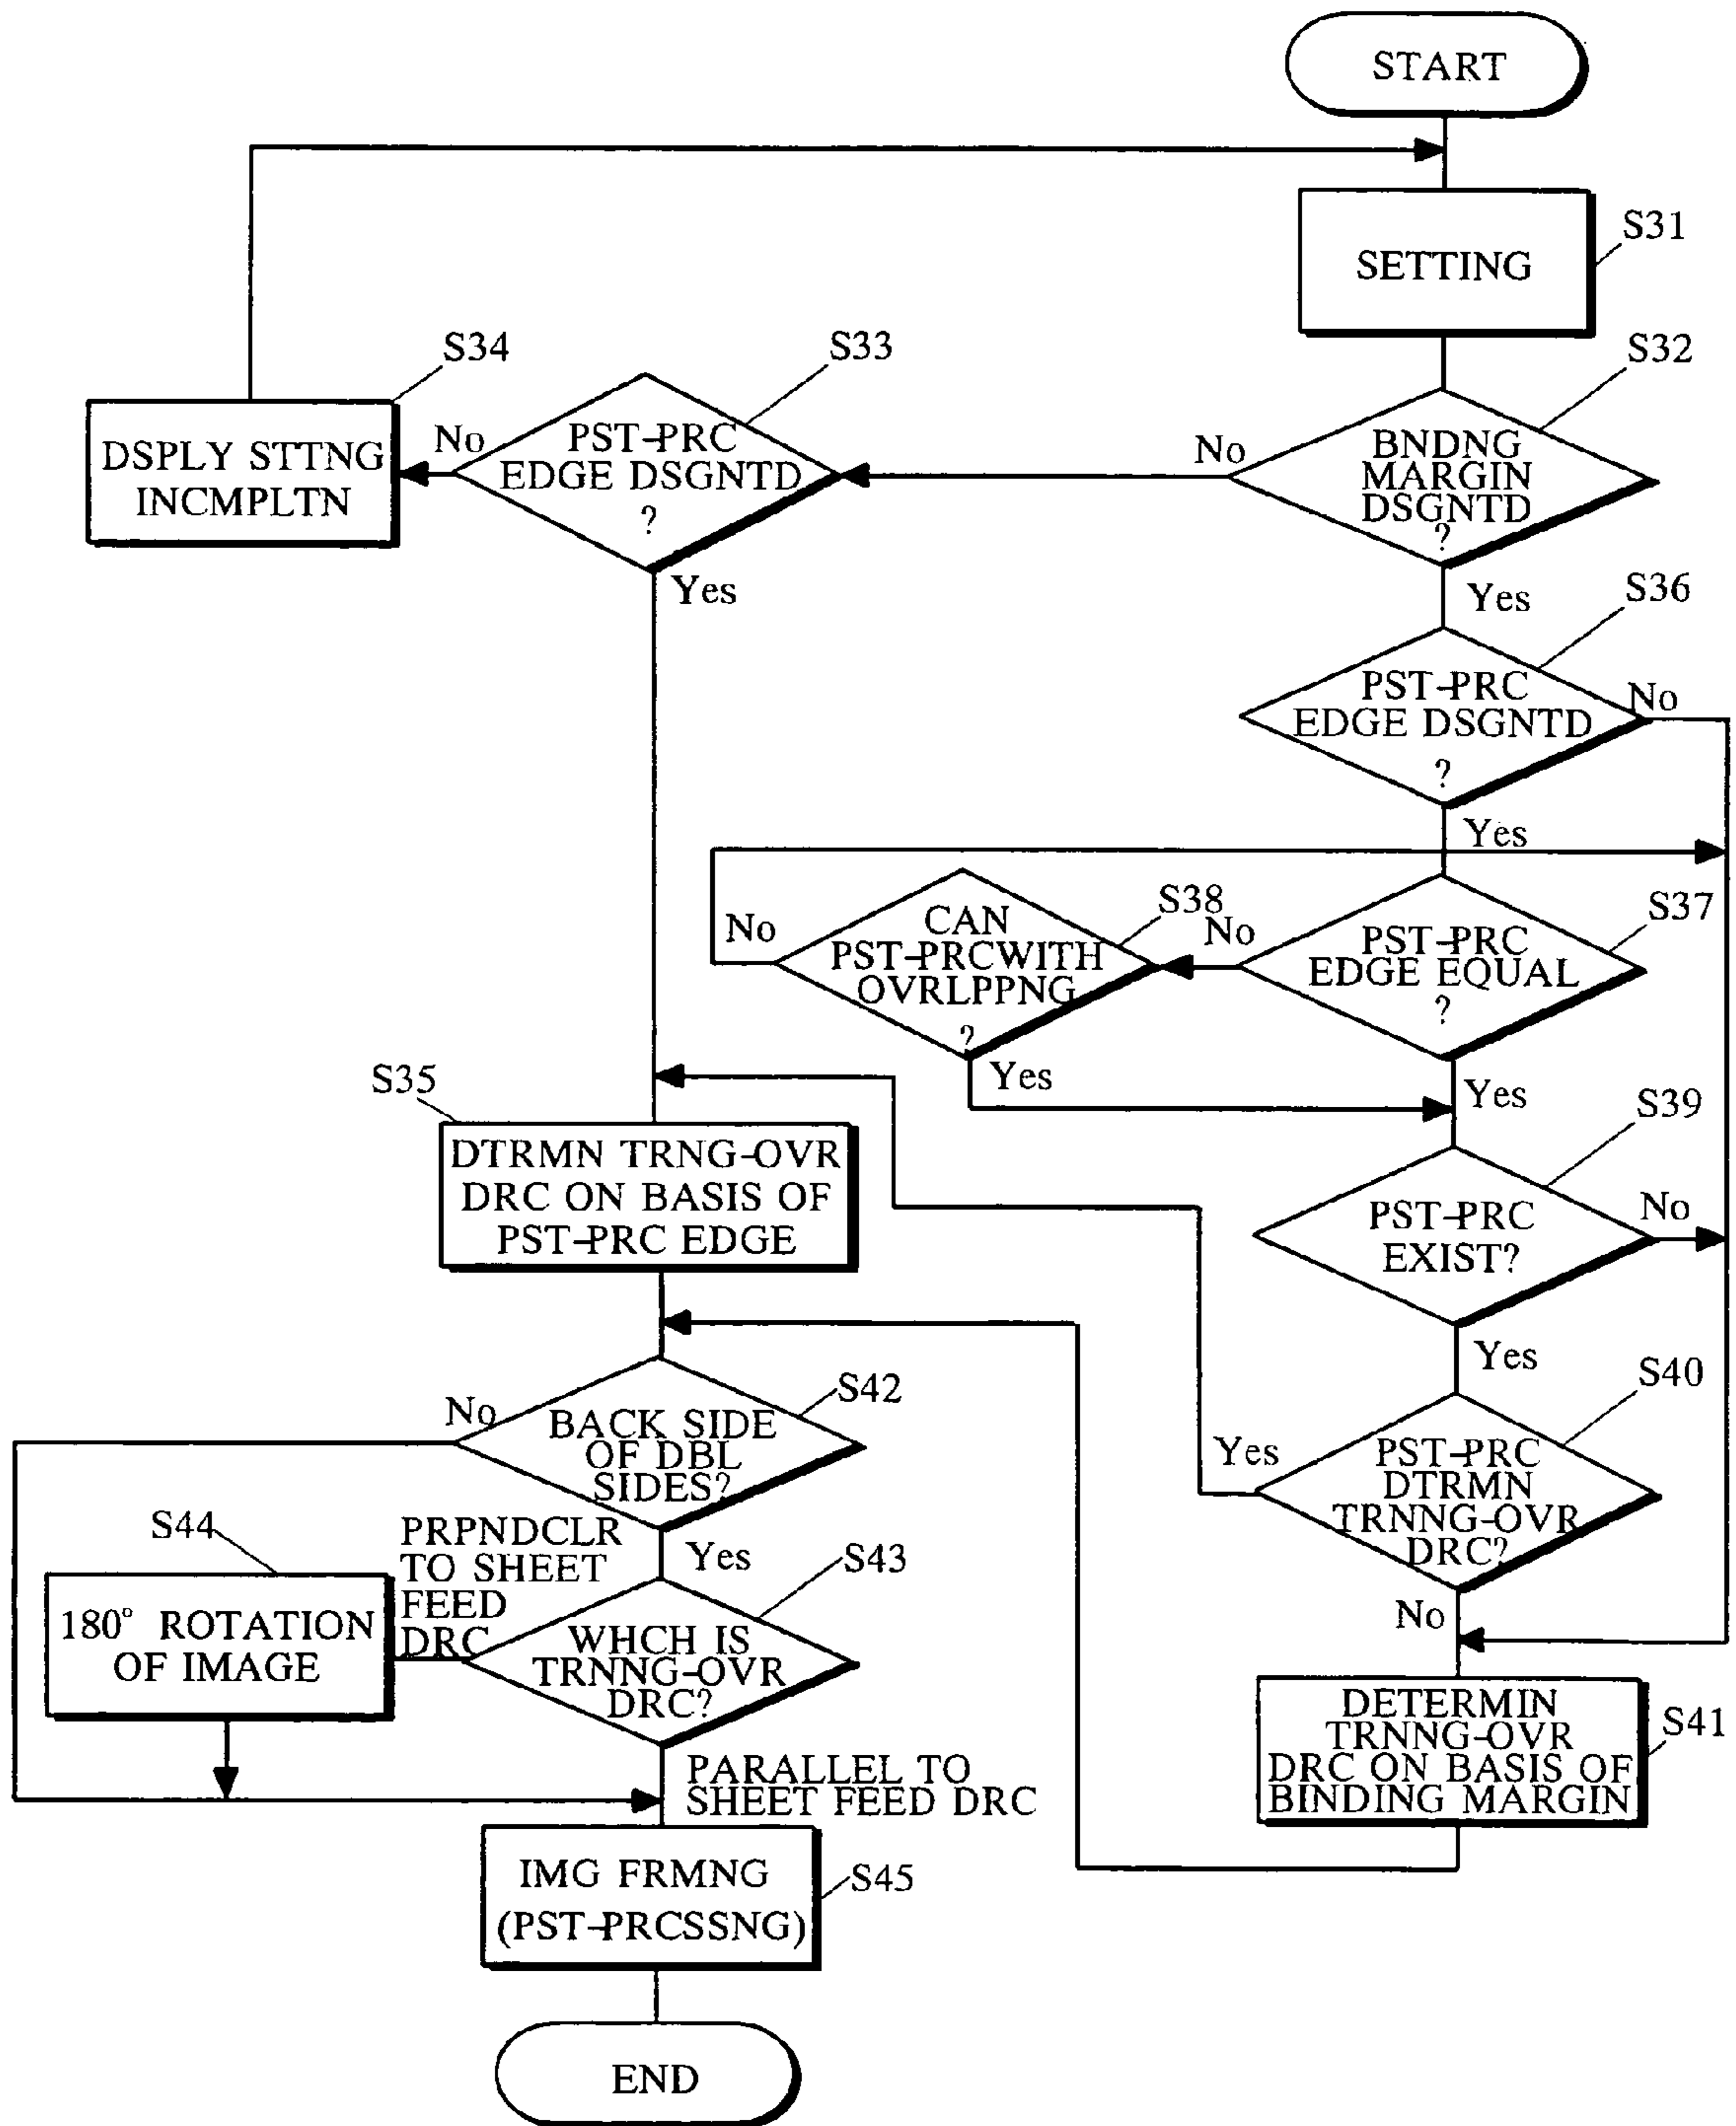 START
S31
SETTING
S32
BNDNG
MARGIN
DSGNTD
?
No
Yes
S33
PST-PRC
EDGE DSGNTD
?
No
Yes
S34
DSPLY STTNG
INCMPLTN
S36
PST-PRC
EDGE DSGNTD
?
No
Yes
S37
PST-PRC
EDGE EQUAL
?
No
Yes
S38
CAN
PST-PRCWITH
OVRLPPNG
?
No
Yes
S39
PST-PRC
EXIST?
No
Yes
S35
DTRMN TRNG-OVR
DRC ON BASIS OF
PST-PRC EDGE
S40
PST-PRC
DTRMN
TRNNG-OVR
DRC?
Yes
No
S42
BACK SIDE
OF DBL
SIDES?
No
Yes
S43
WHCH IS
TRNNG-OVR
DRC?
PRPNDCLR
TO SHEET
FEED
DRC
S44
180° ROTATION
OF IMAGE
PARALLEL TO
SHEET FEED DRC
S41
DETERMIN
TRNNG-OVR
DRC ON BASIS OF
BINDING MARGIN
S45
IMG FRMNG
(PST-PRCSSNG)
END